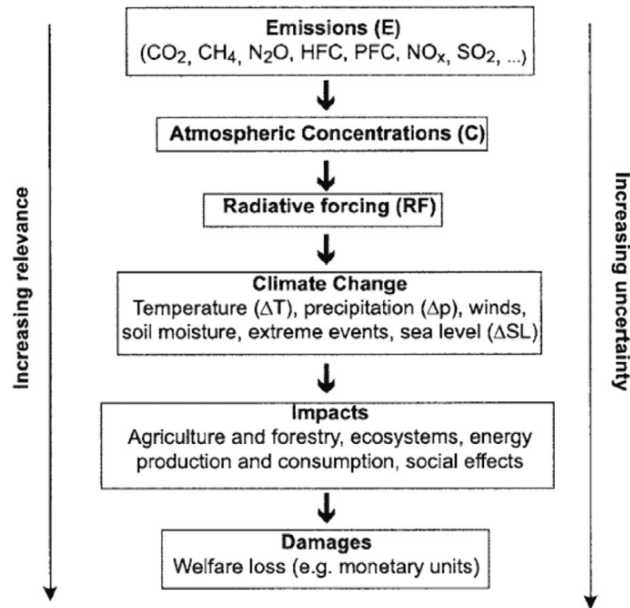 Emissions (E)
(CO₂, CH₄, N₂O, HFC, PFC, NOₓ, SO₂, ...)
Atmospheric Concentrations (C)
Radiative forcing (RF)
Climate Change
Temperature (ΔT), precipitation (Δp), winds,
soil moisture, extreme events, sea level (ΔSL)
Impacts
Agriculture and forestry, ecosystems, energy
production and consumption, social effects
Damages
Welfare loss (e.g. monetary units)
Increasing relevance
Increasing uncertainty